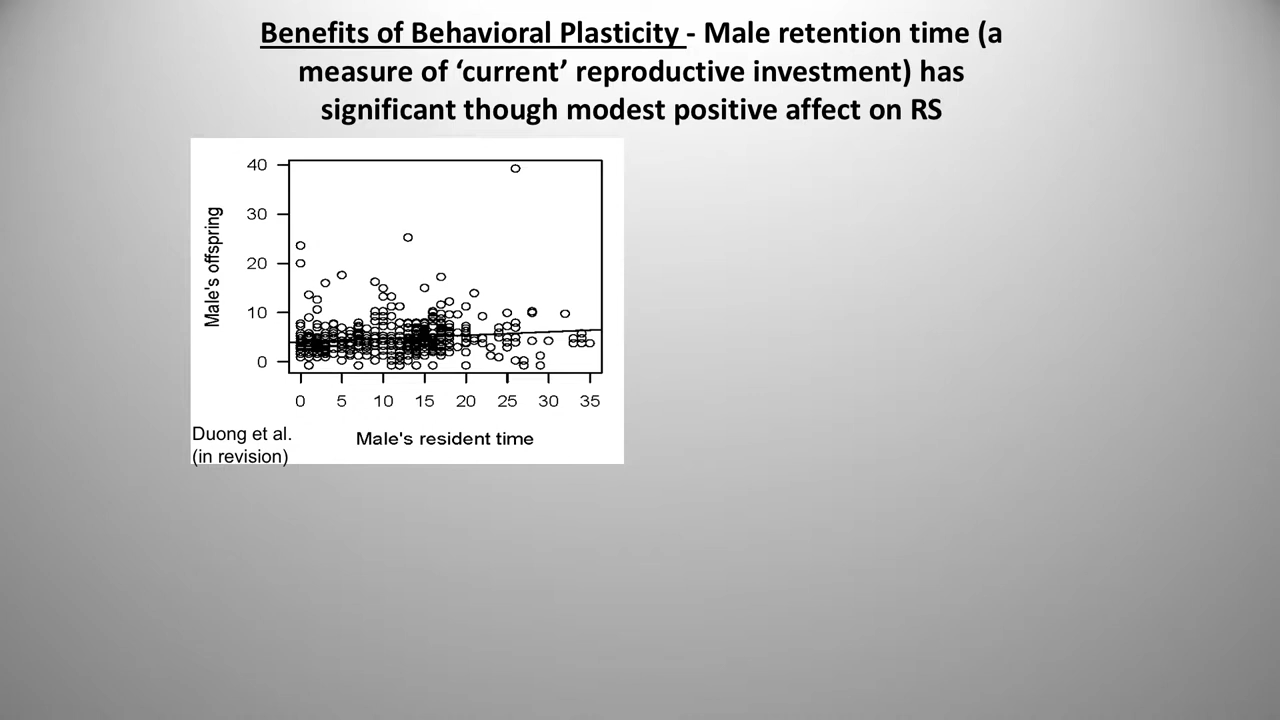 Benefits of Behavioral Plasticity - Male retention time (a
measure of ‘current’ reproductive investment) has
significant though modest positive affect on RS
40
30
20
10
0
Male's offspring
0 5 10 15 20 25 30 35
Male's resident time
Duong et al.
(in revision)